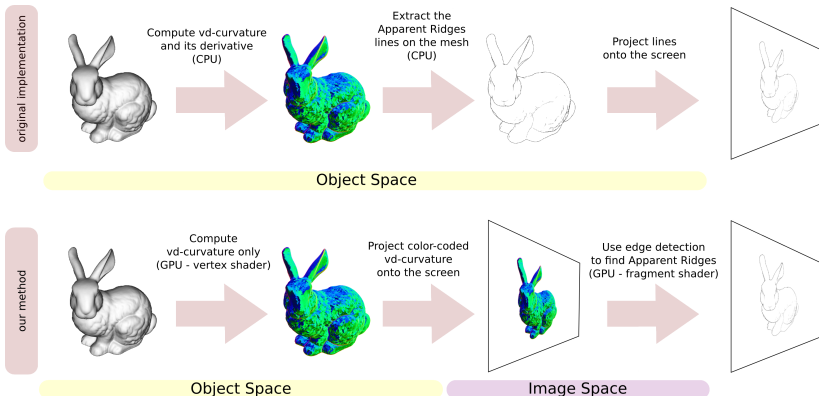 original implementation
Compute vd-curvature
and its derivative
(CPU)
Extract the
Apparent Ridges
lines on the mesh
(CPU)
Project lines
onto the screen
Object Space
our method
Compute
vd-curvature only
(GPU - vertex shader)
Project color-coded
vd-curvature
onto the screen
Use edge detection
to find Apparent Ridges
(GPU - fragment shader)
Object Space
Image Space